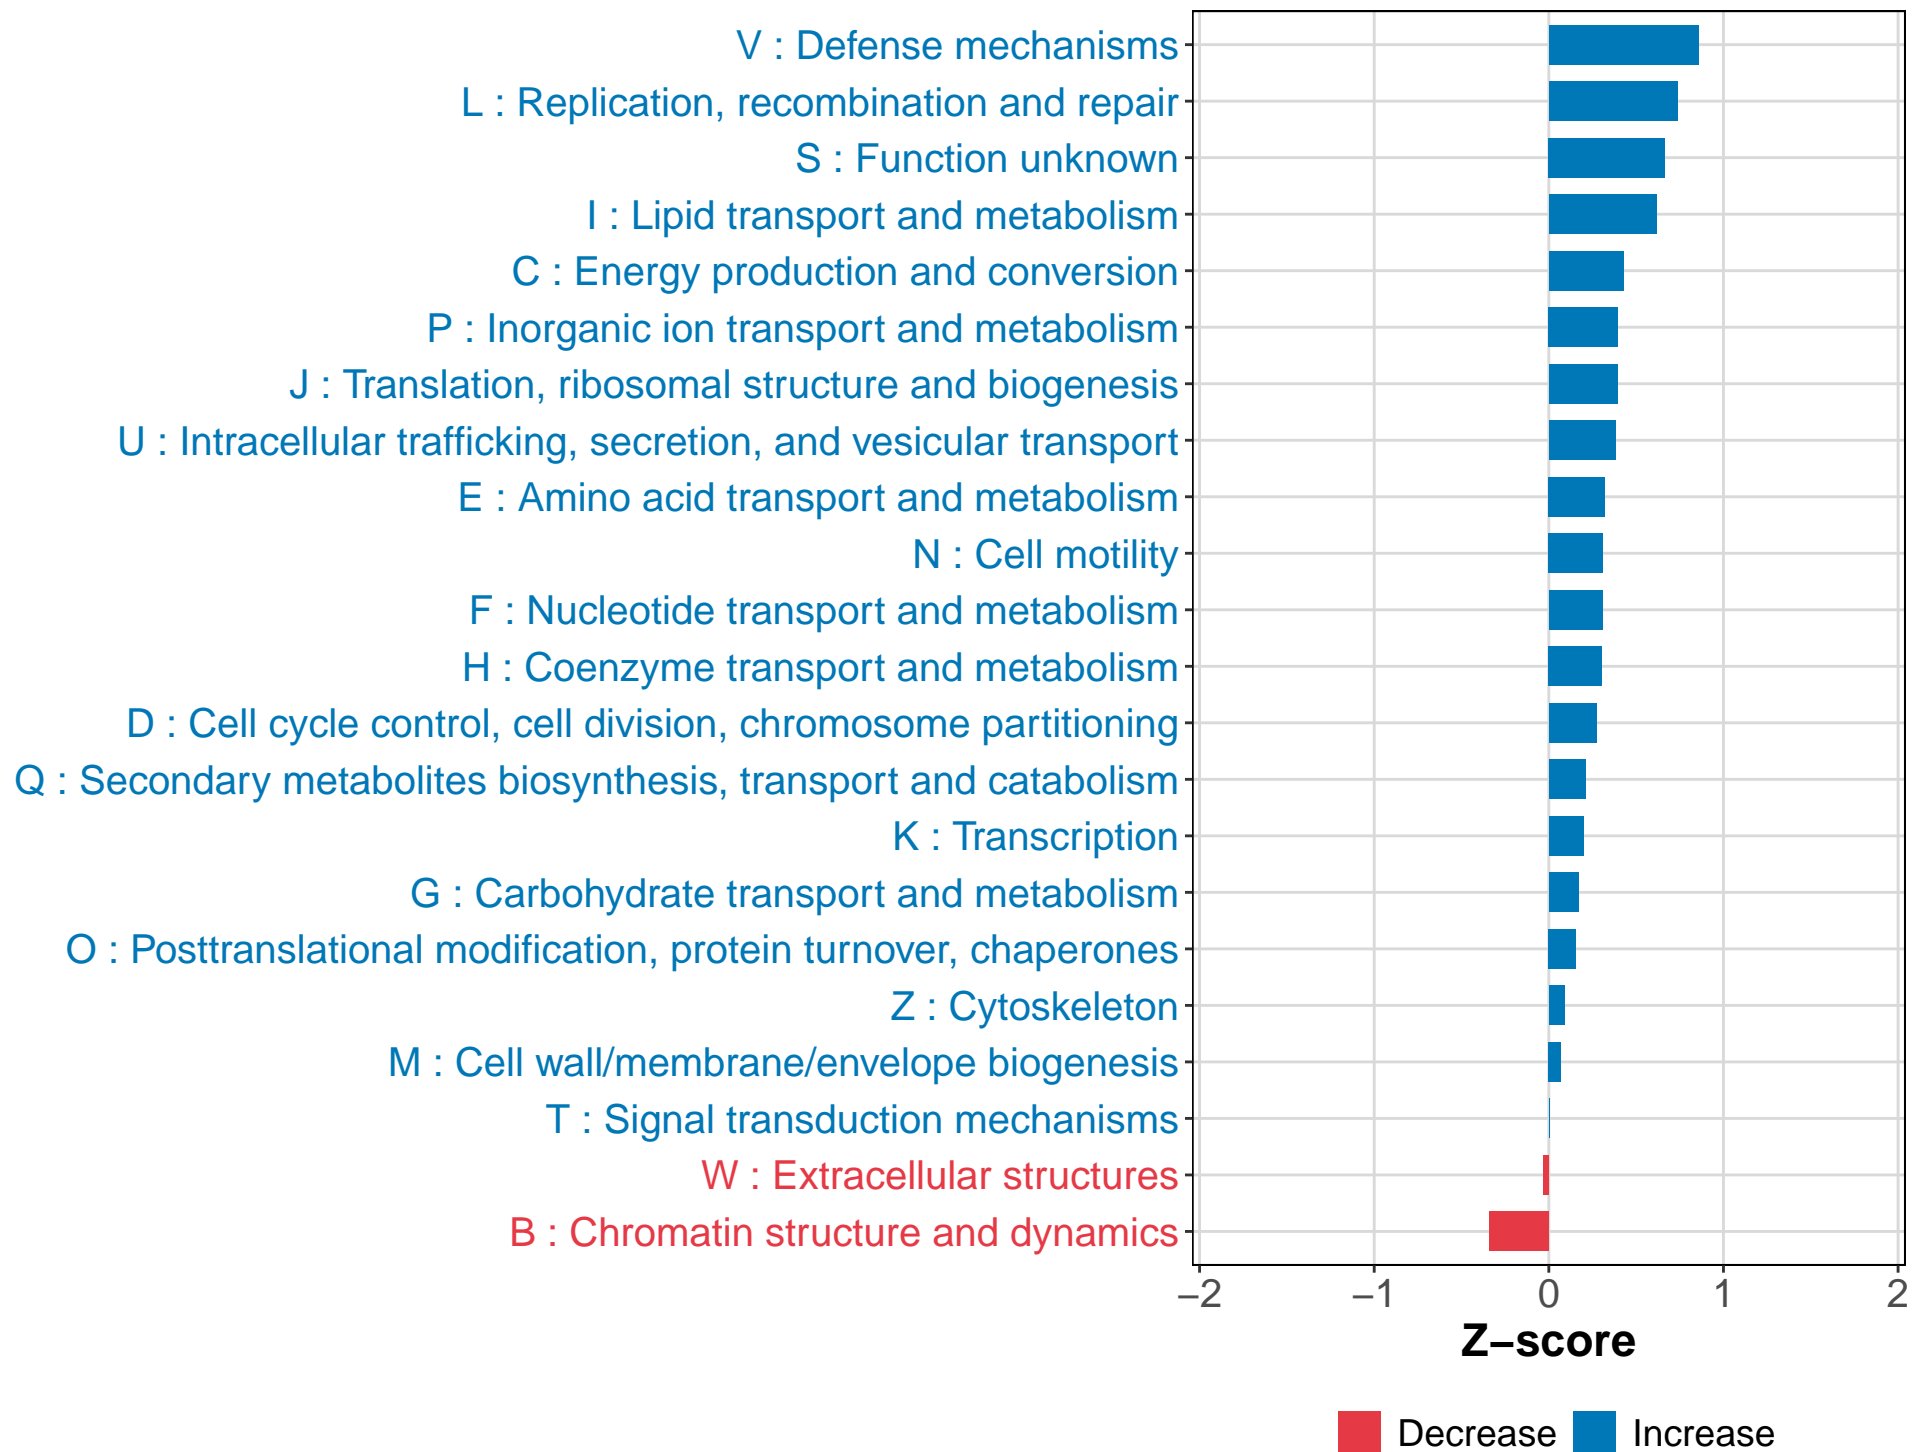 V : Defense mechanisms
L : Replication, recombination and repair
S : Function unknown
I : Lipid transport and metabolism
C : Energy production and conversion
P : Inorganic ion transport and metabolism
J : Translation, ribosomal structure and biogenesis
U : Intracellular trafficking, secretion, and vesicular transport
E : Amino acid transport and metabolism
N : Cell motility
F : Nucleotide transport and metabolism
H : Coenzyme transport and metabolism
D : Cell cycle control, cell division, chromosome partitioning
Q : Secondary metabolites biosynthesis, transport and catabolism
K : Transcription
G : Carbohydrate transport and metabolism
O : Posttranslational modification, protein turnover, chaperones
Z : Cytoskeleton
M : Cell wall/membrane/envelope biogenesis
T : Signal transduction mechanisms
W : Extracellular structures
B : Chromatin structure and dynamics
−2 −1 0 1 2
Z−score
Decrease Increase